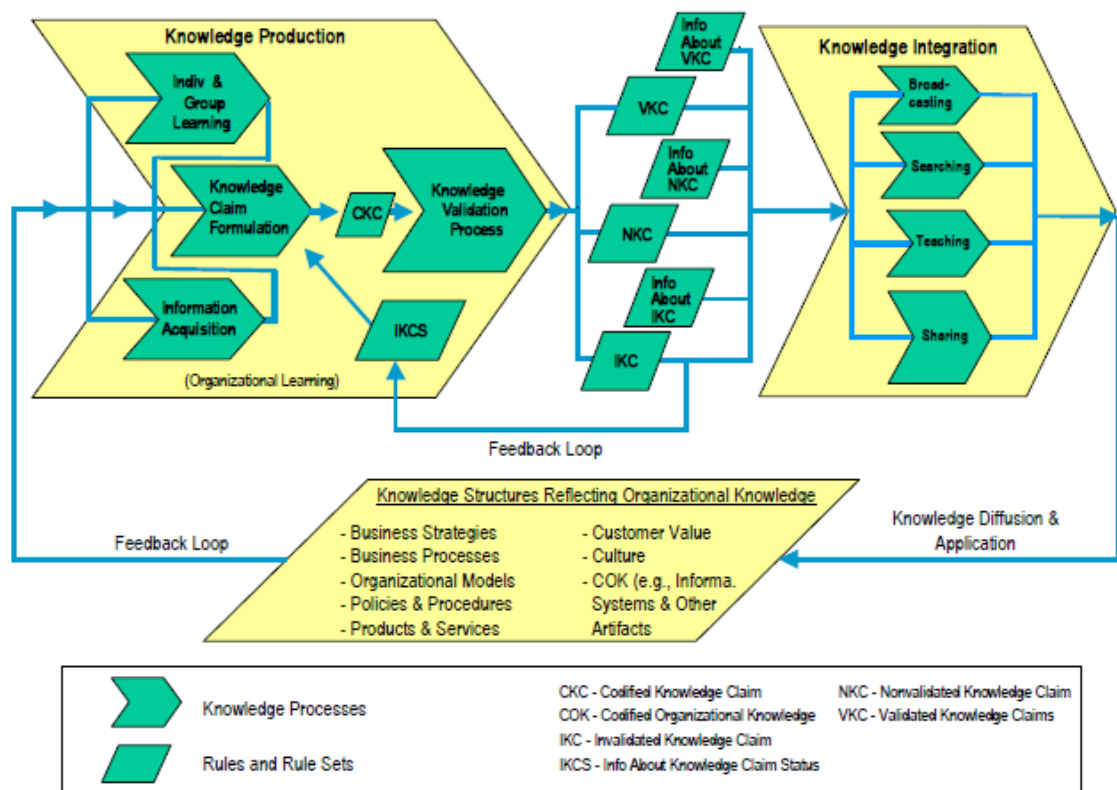 Knowledge Production
Indiv &
Group
Learning
Knowledge
Claim
Formulation
Information
Acquisition
(Organizational Learning)
CKC
Knowledge
Validation
Process
IKCS
Info
About
VKC
VKC
Info
About
NKC
NKC
Info
About
IKC
IKC
Knowledge Integration
Broad-
casting
Searching
Teaching
Sharing
Feedback Loop
Knowledge Structures Reflecting Organizational Knowledge
- Business Strategies
- Business Processes
- Organizational Models
- Policies & Procedures
- Products & Services
- Customer Value
- Culture
- COK (e.g., Informa.
Systems & Other
Artifacts
Feedback Loop
Knowledge Diffusion &
Application
Knowledge Processes
Rules and Rule Sets
CKC - Codified Knowledge Claim
COK - Codified Organizational Knowledge
IKC - Invalidated Knowledge Claim
IKCS - Info About Knowledge Claim Status
NKC - Nonvalidated Knowledge Claim
VKC - Validated Knowledge Claims